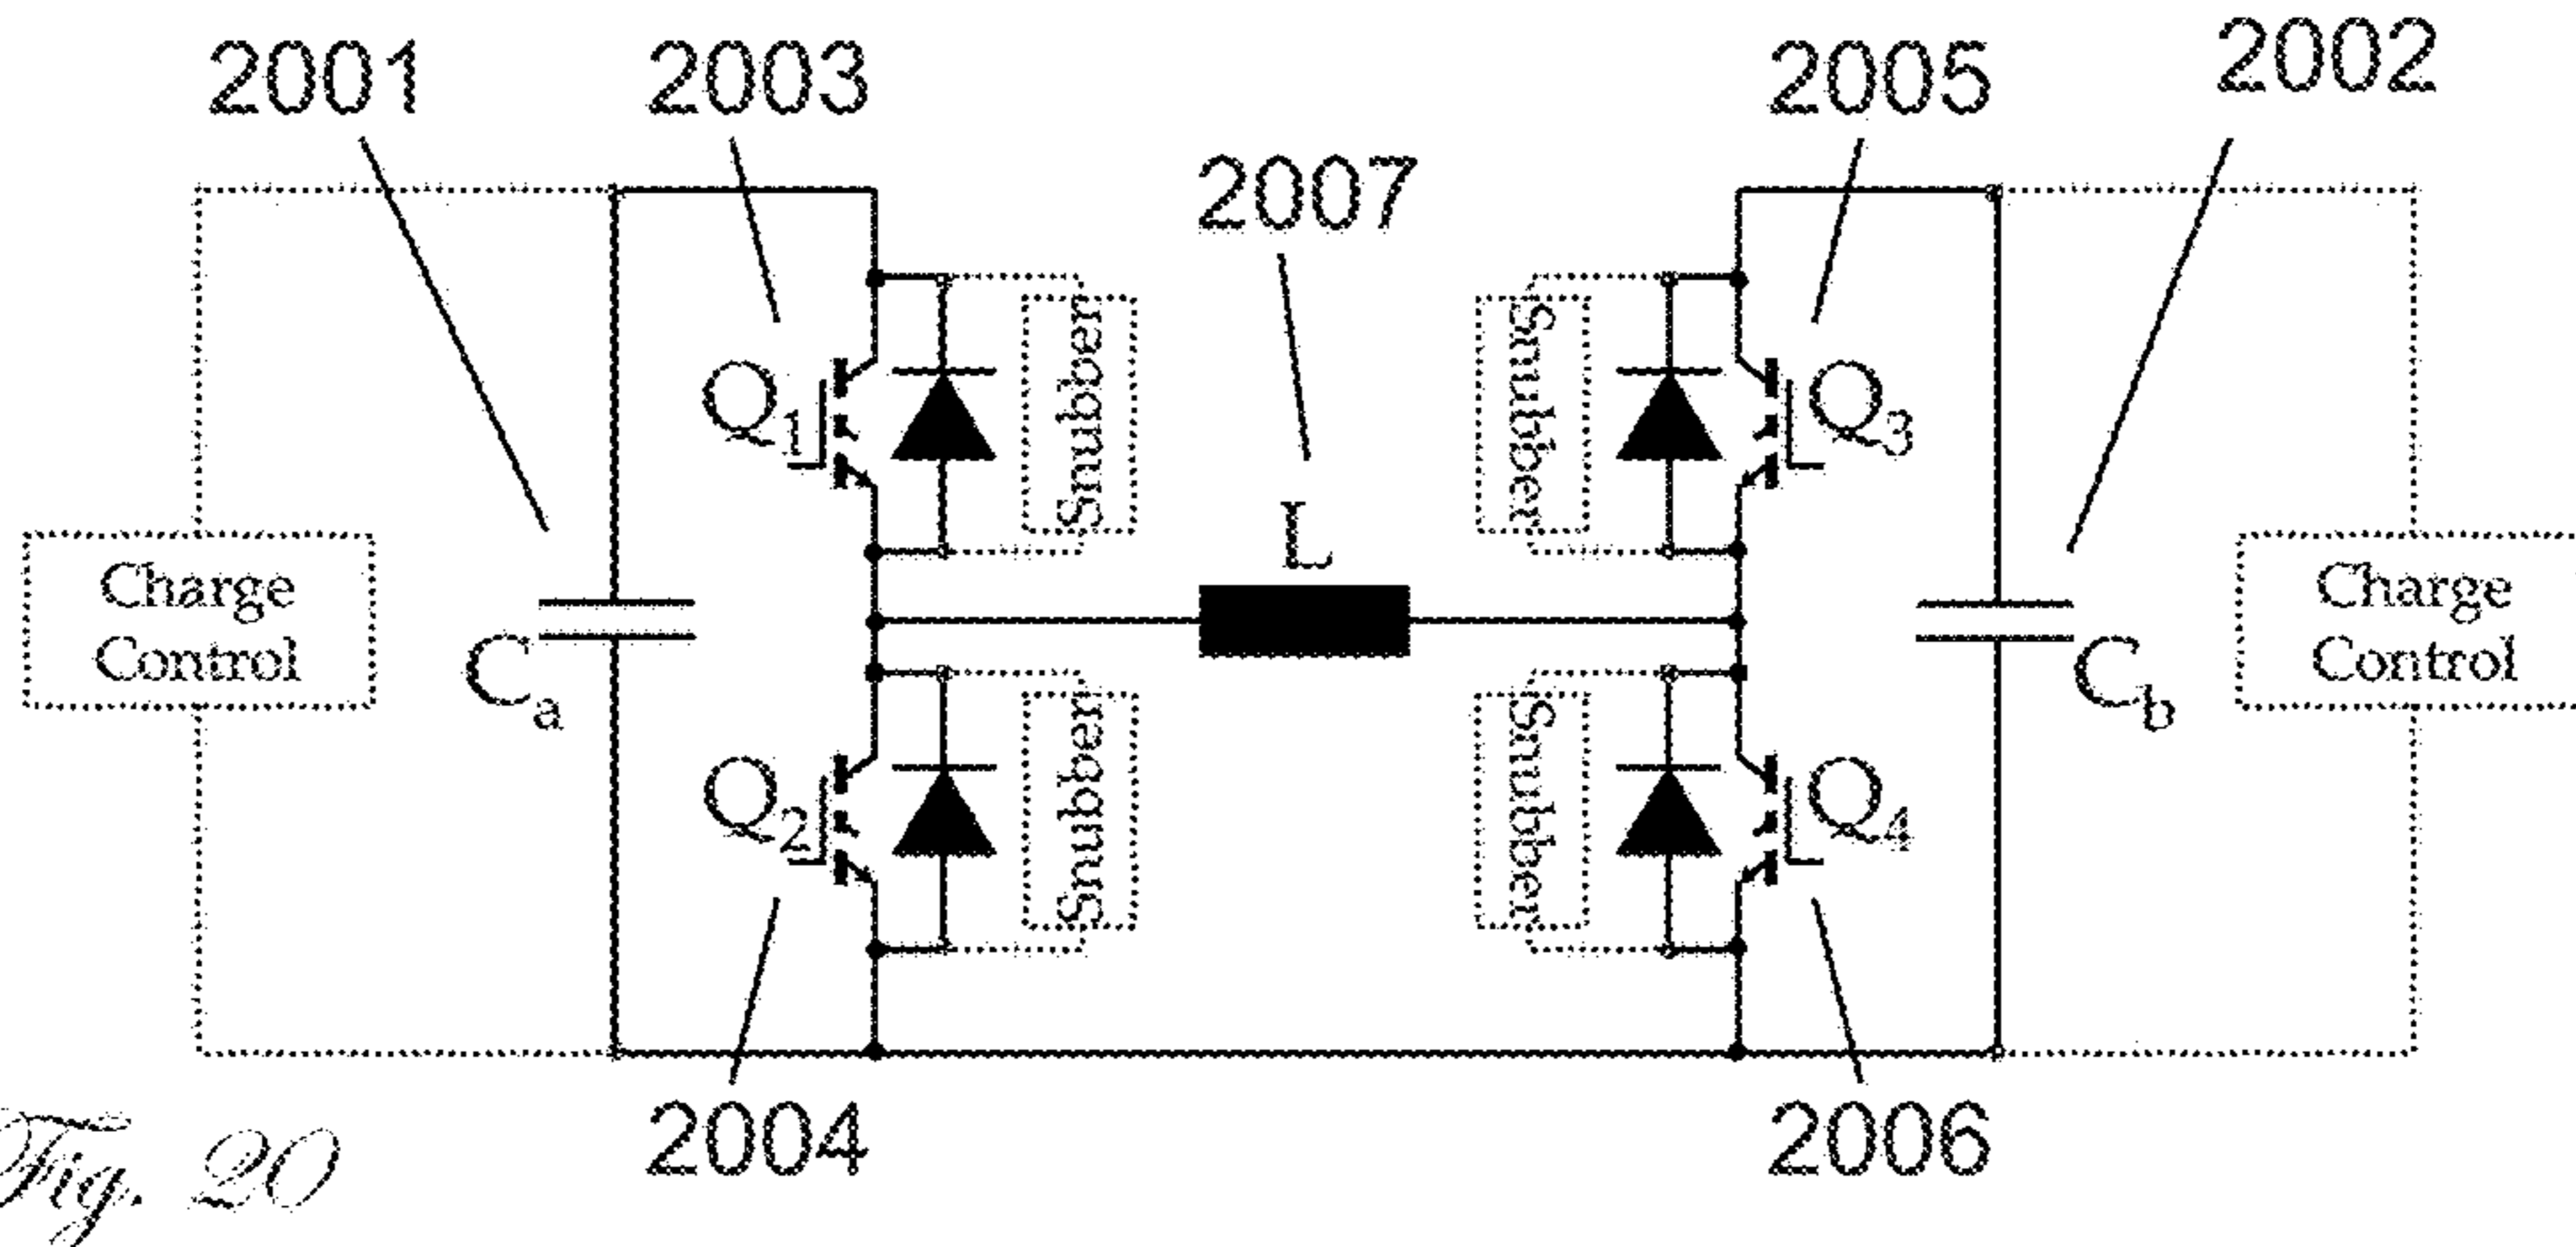 2001
2003
2005
2002
2007
Q1
Snubber
Snubber
Q3
L
Charge
Control
Ca
Cb
Charge
Control
Q2
Snubber
Snubber
Q4
2004
2006
Fig. 20